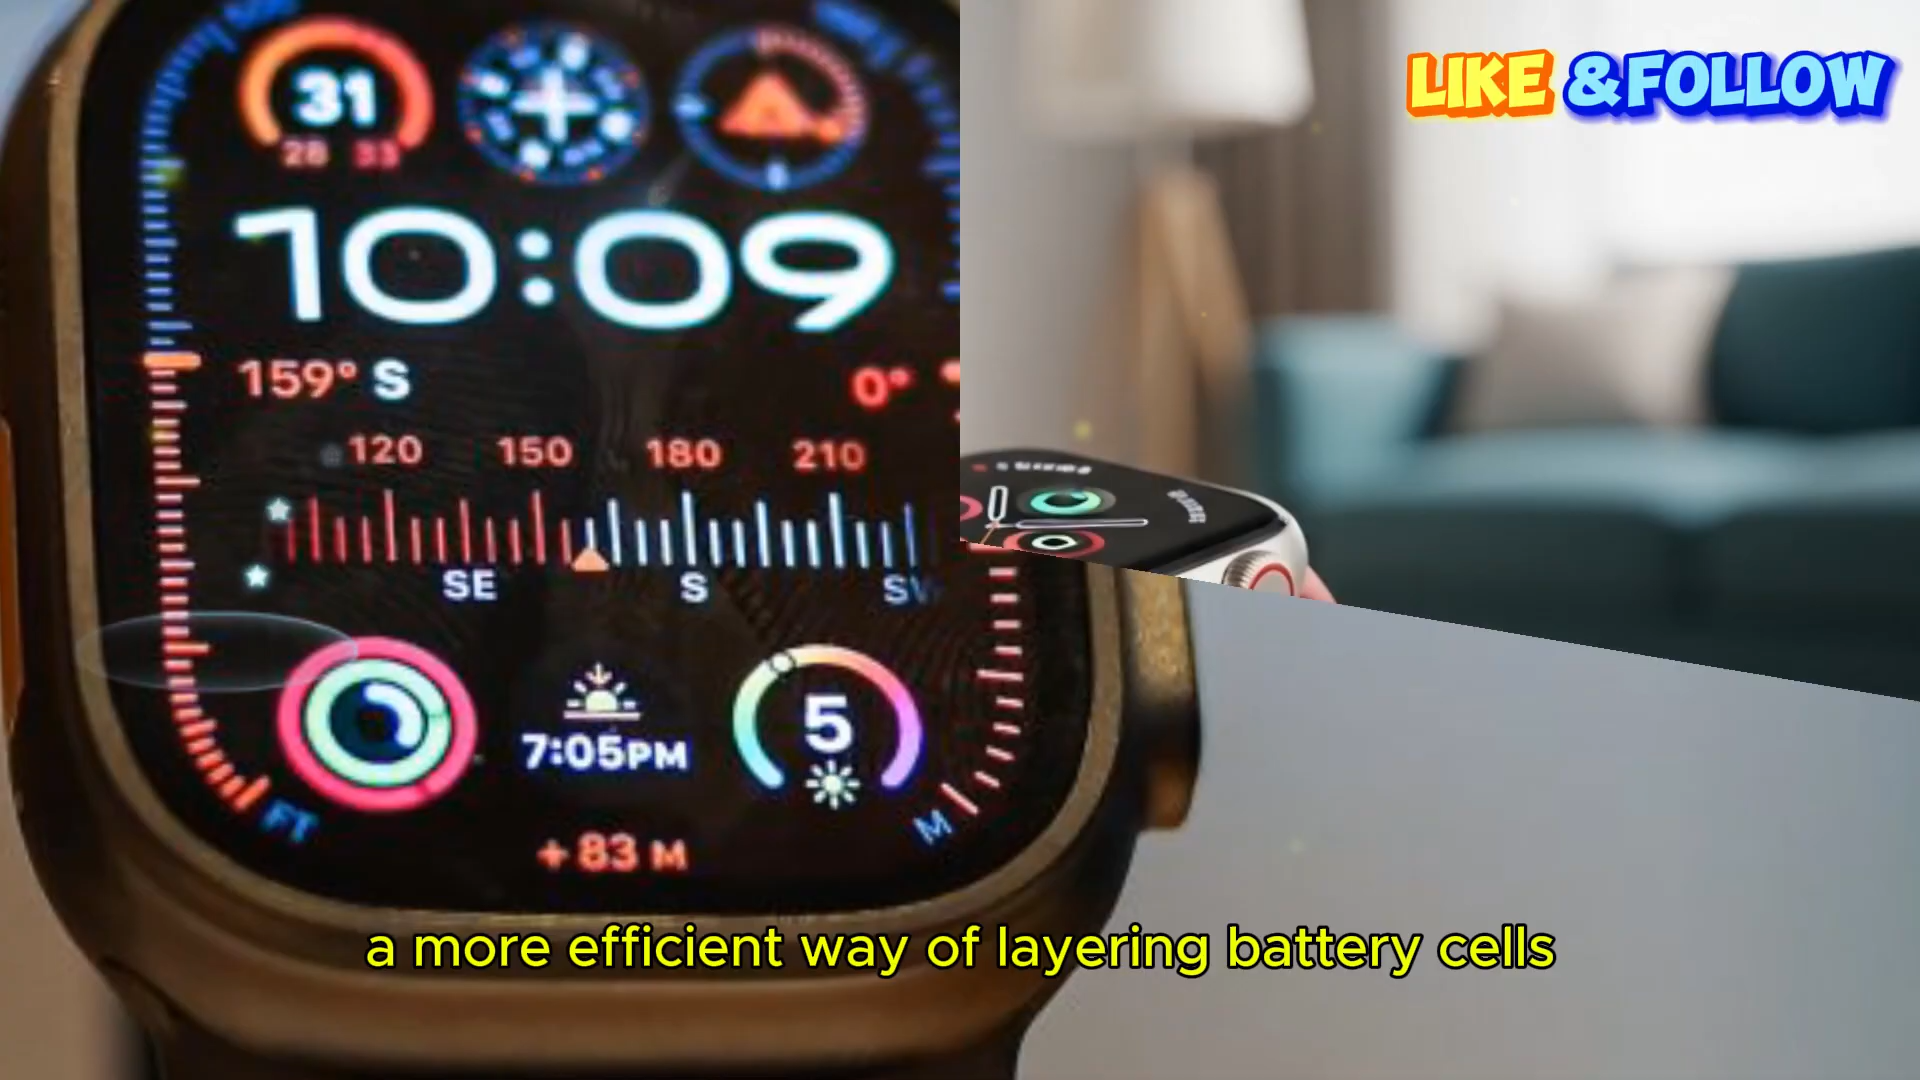 LIKE &FOLLOW
31
28 33
10:09
159° S
0°
120 150 180 210
SE S SW
7:05PM
5
FT
M
+83 M
a more efficient way of layering battery cells